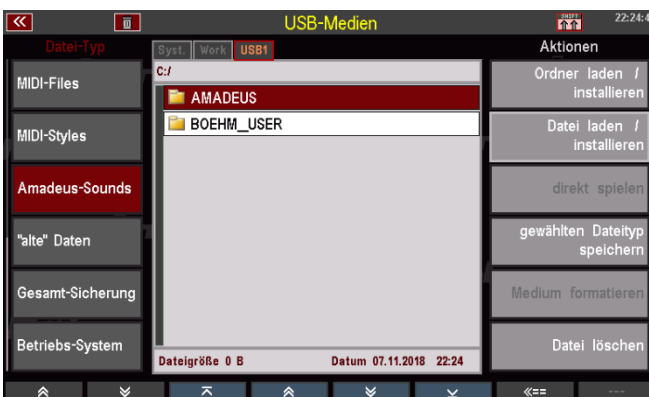 USB-Medien
SHIFT
22:24:4
Datei-Typ
Syst. Work USB1
Aktionen
C:/
MIDI-Files
AMADEUS
BOEHM_USER
Ordner laden /
installieren
MIDI-Styles
Datei laden /
installieren
Amadeus-Sounds
direkt spielen
"alte" Daten
gewählten Dateityp
speichern
Gesamt-Sicherung
Medium formatieren
Betriebs-System
Datei löschen
Dateigröße 0 B Datum 07.11.2018 22:24
«== ---